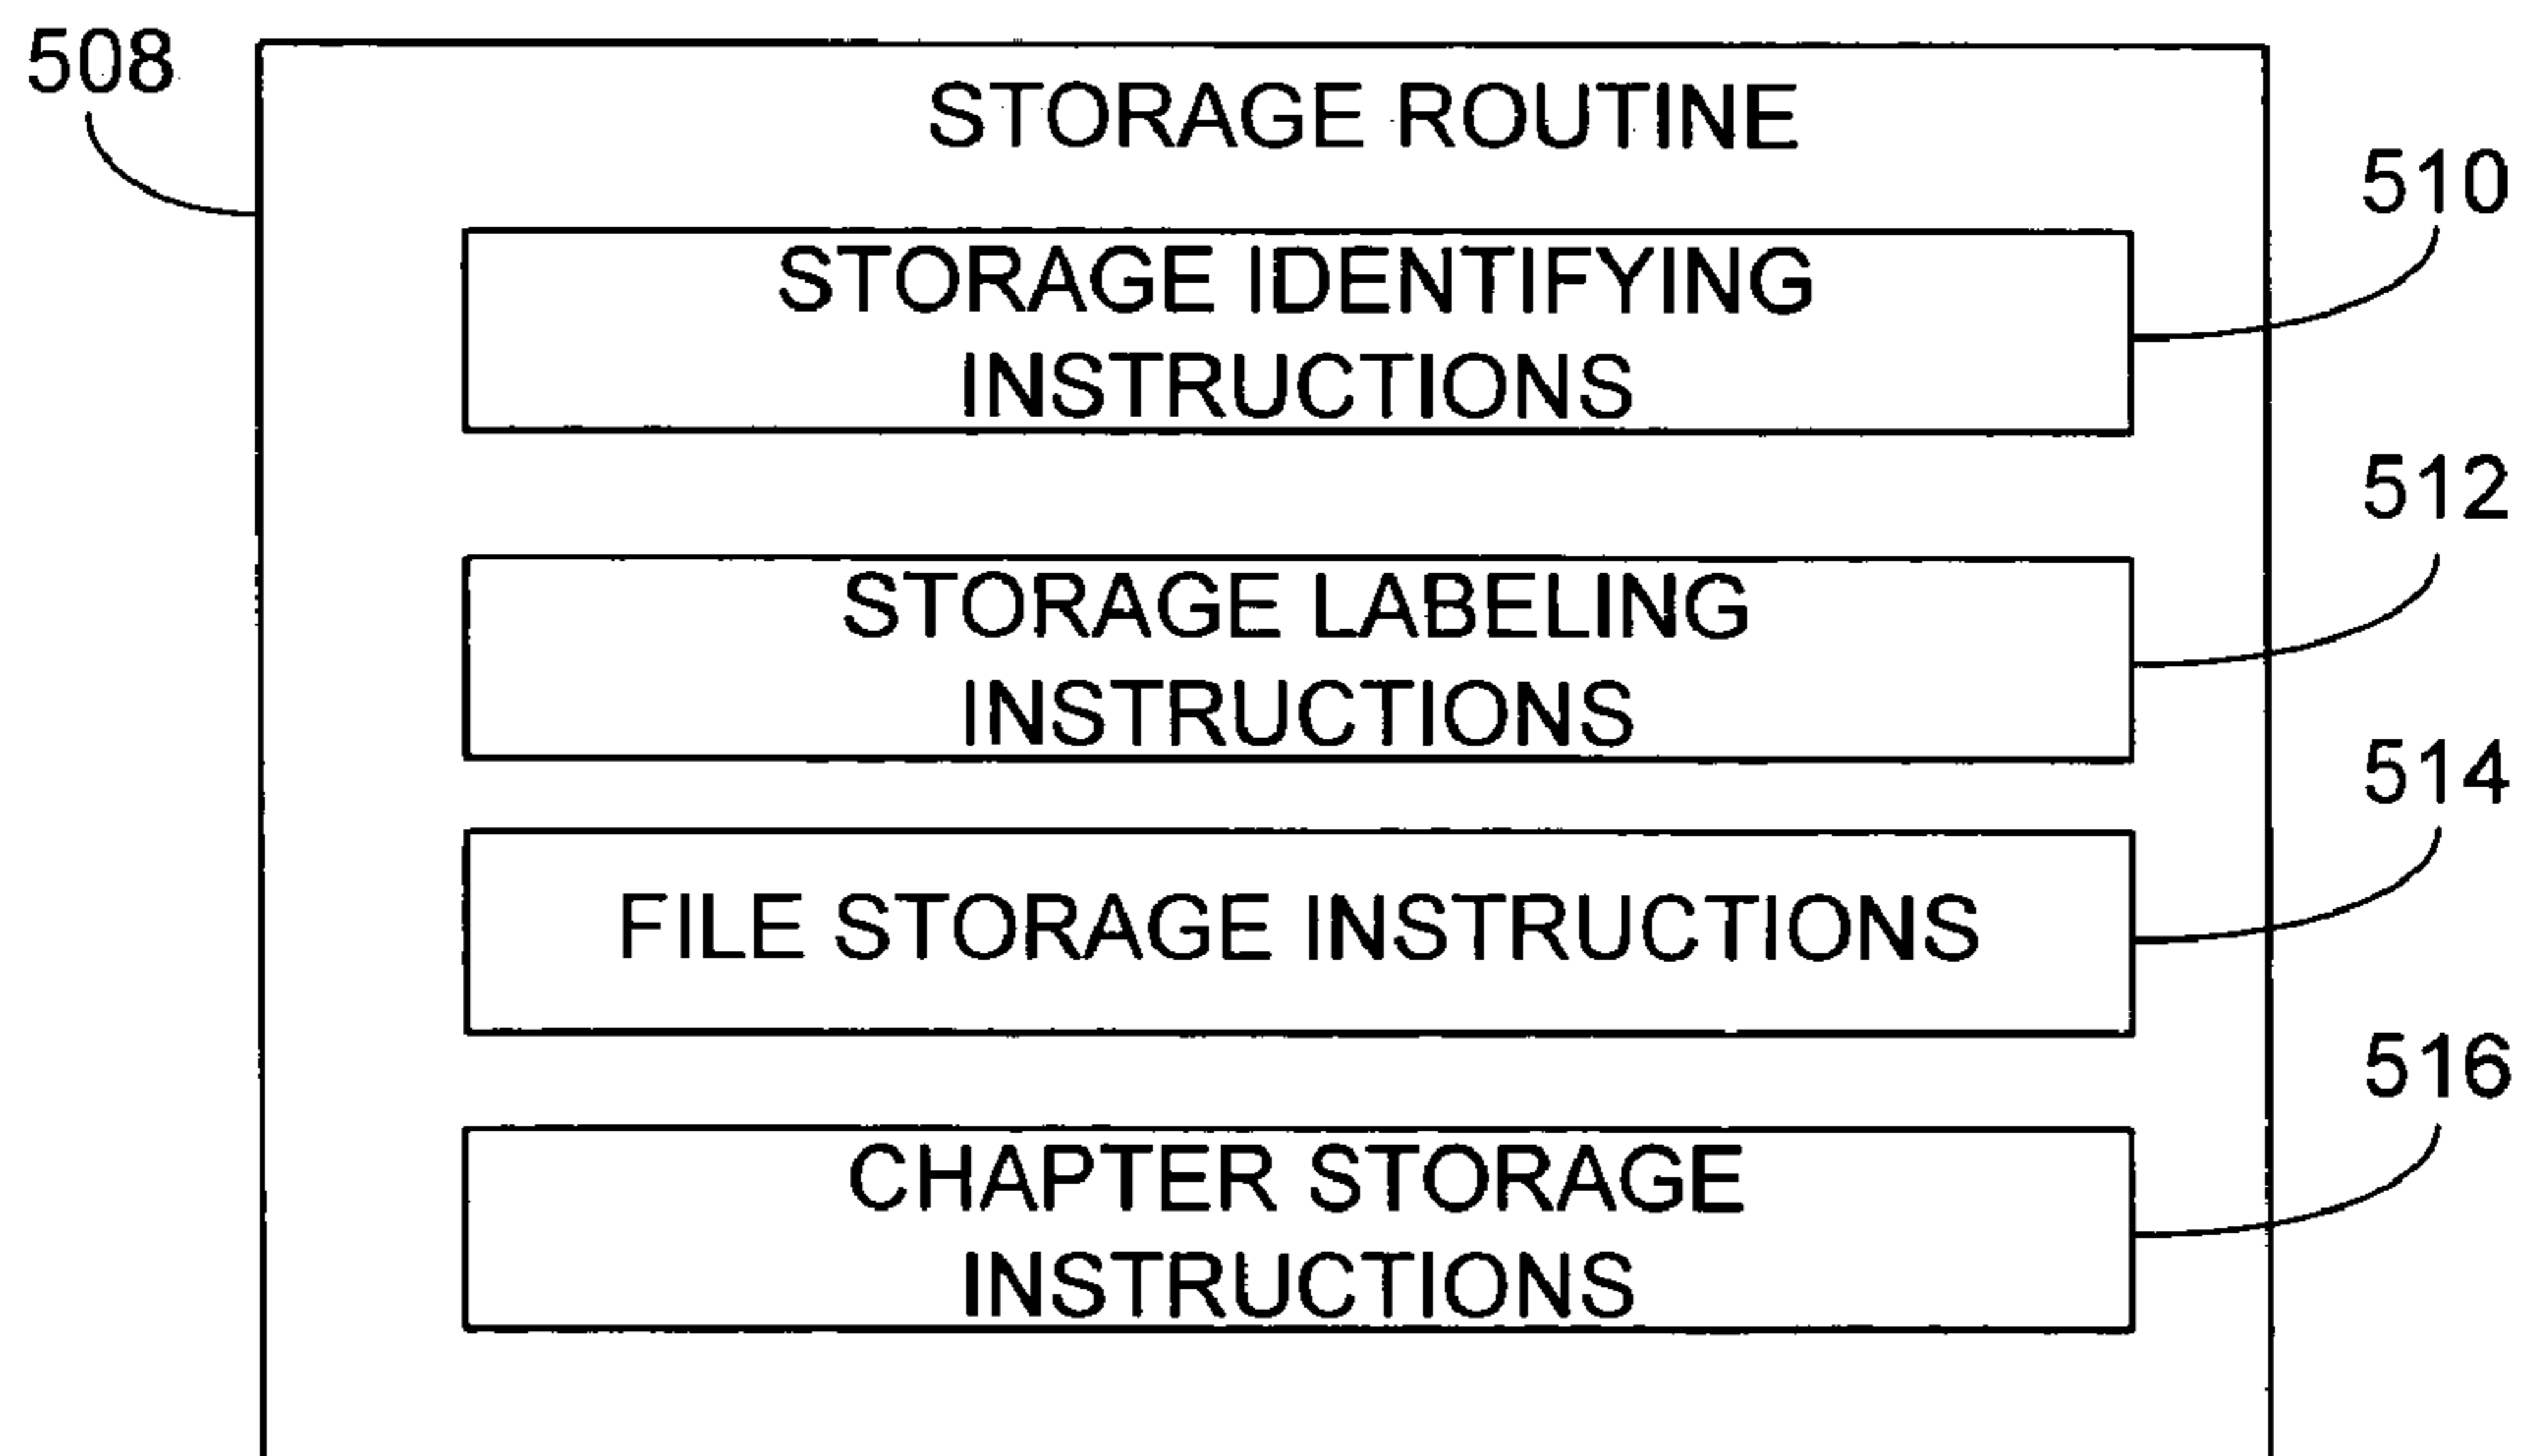 508
STORAGE ROUTINE
510
STORAGE IDENTIFYING
INSTRUCTIONS
512
STORAGE LABELING
INSTRUCTIONS
514
FILE STORAGE INSTRUCTIONS
516
CHAPTER STORAGE
INSTRUCTIONS